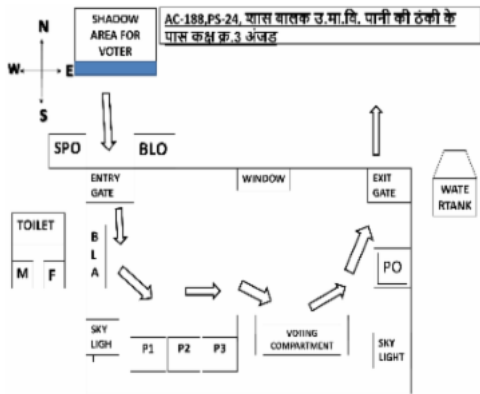 SHADOW
AREA FOR
VOTER
AC-188,PS-24, शास बालक उ.मा.वि. पानी की ठंकी के
पास कक्ष क्र.3 अंजड
N
W
E
S
SPO
BLO
ENTRY
GATE
WINDOW
EXIT
GATE
WATE
RTANK
TOILET
M
F
B
L
A
PO
SKY
LIGH
T
P1
P2
P3
VOTING
COMPARTMENT
SKY
LIGHT